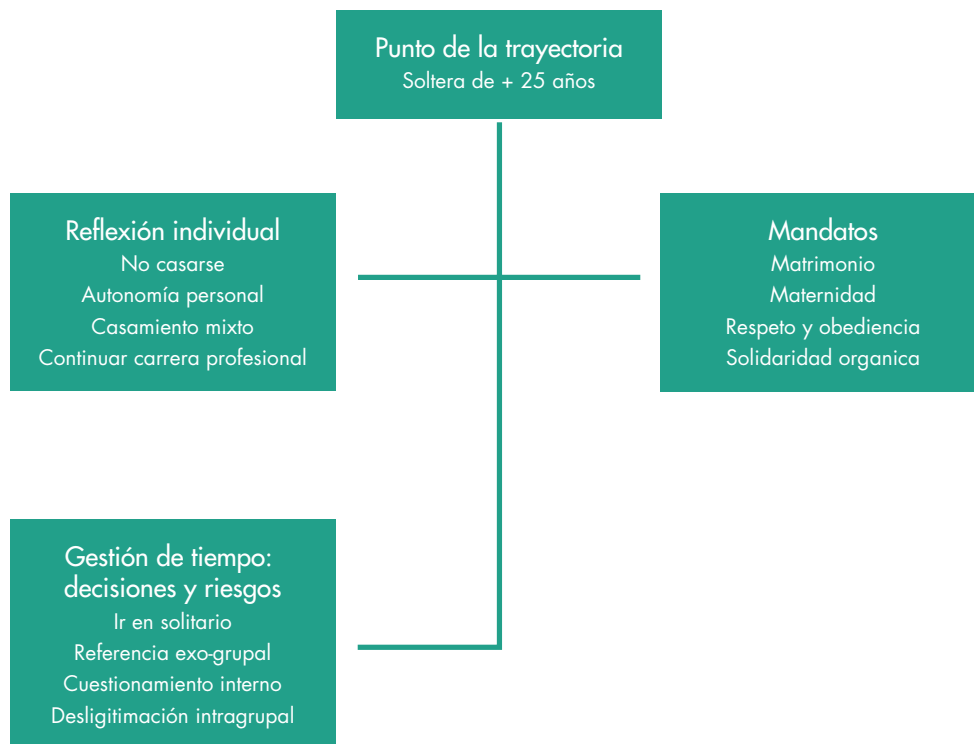 Punto de la trayectoria
Soltera de + 25 años
Reflexión individual
No casarse
Autonomía personal
Casamiento mixto
Continuar carrera profesional
Mandatos
Matrimonio
Maternidad
Respeto y obediencia
Solidaridad organica
Gestión de tiempo:
decisiones y riesgos
Ir en solitario
Referencia exo-grupal
Cuestionamiento interno
Desligitimación intragrupal